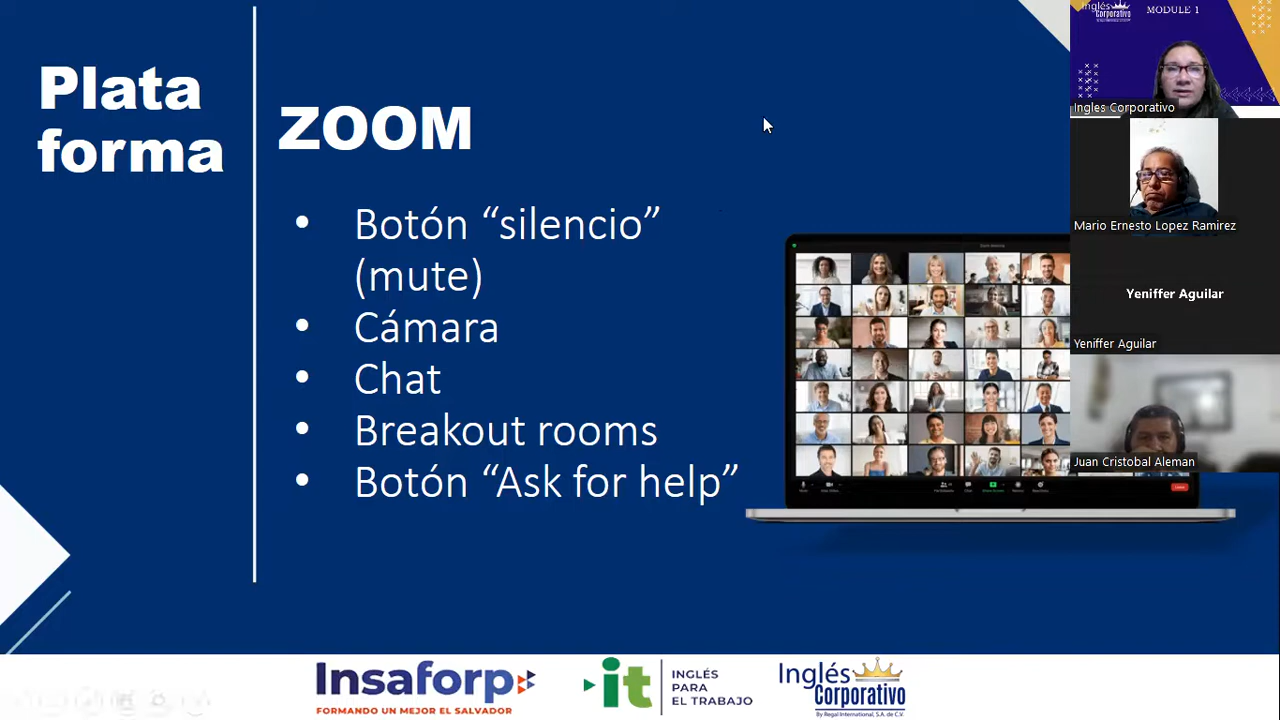 Plata
forma
ZOOM
• Botón “silencio”
(mute)
• Cámara
• Chat
• Breakout rooms
• Botón “Ask for help”
Inglés
Corporativo
MODULE 1
Ingles Corporativo
Mario Ernesto Lopez Ramirez
Yeniffer Aguilar
Yeniffer Aguilar
Juan Cristobal Aleman
Insaforp
FORMANDO UN MEJOR EL SALVADOR
it
INGLÉS
PARA
EL TRABAJO
Inglés
Corporativo
By Regal International, S.A. de C.V.